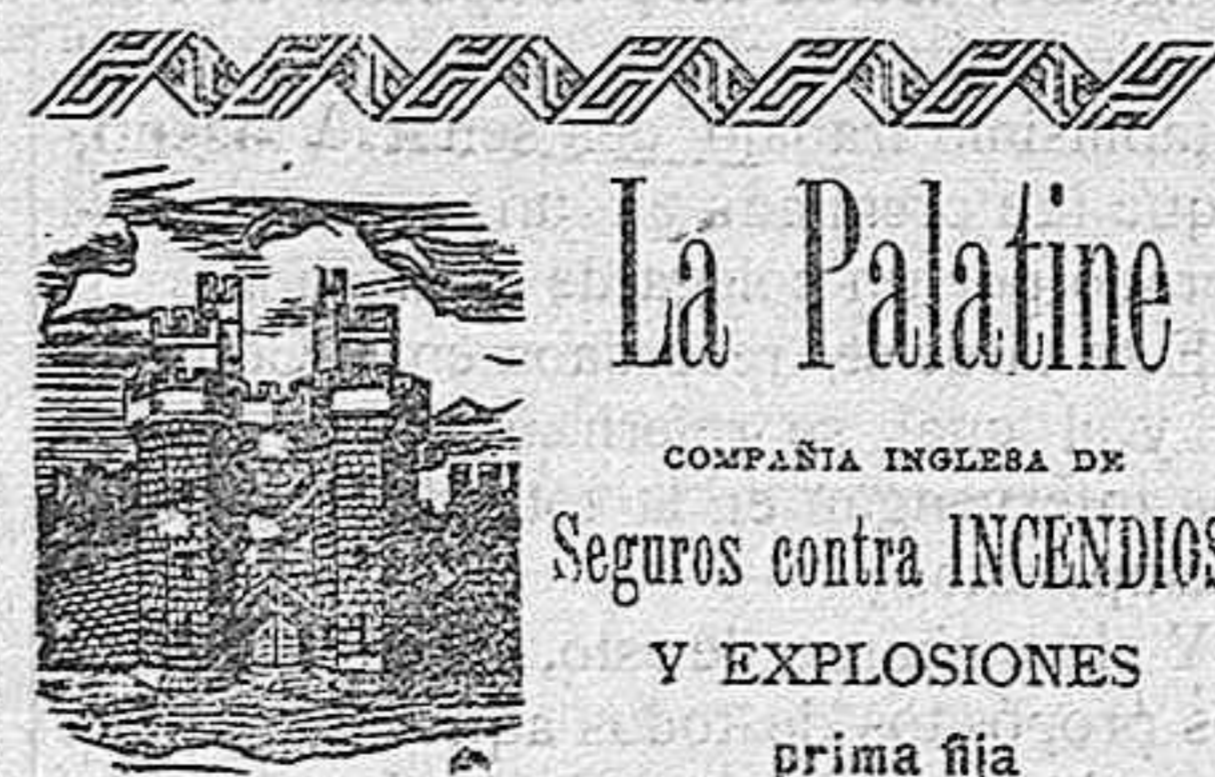 La Palatine
COMPAÑIA INGLESA DE
Seguros contra INCENDIOS
Y EXPLOSIONES
prima fija